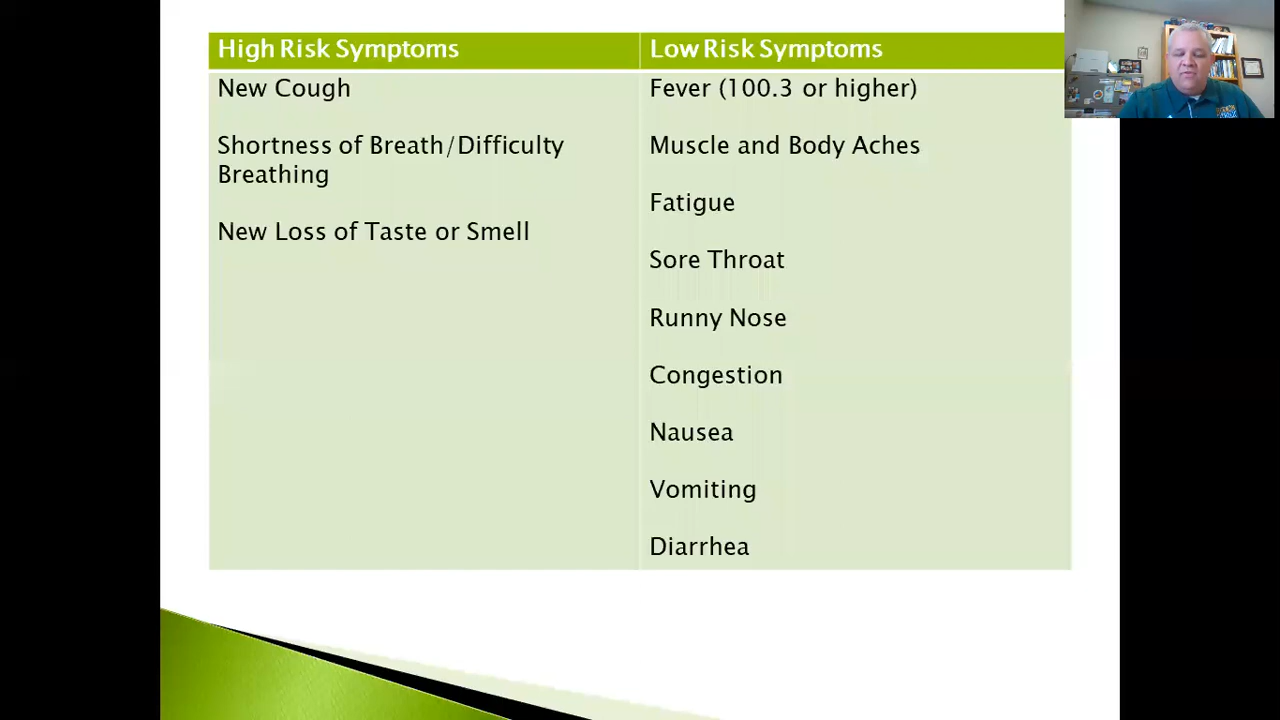 High Risk Symptoms
Low Risk Symptoms
New Cough
Shortness of Breath/Difficulty
Breathing
New Loss of Taste or Smell
Fever (100.3 or higher)
Muscle and Body Aches
Fatigue
Sore Throat
Runny Nose
Congestion
Nausea
Vomiting
Diarrhea